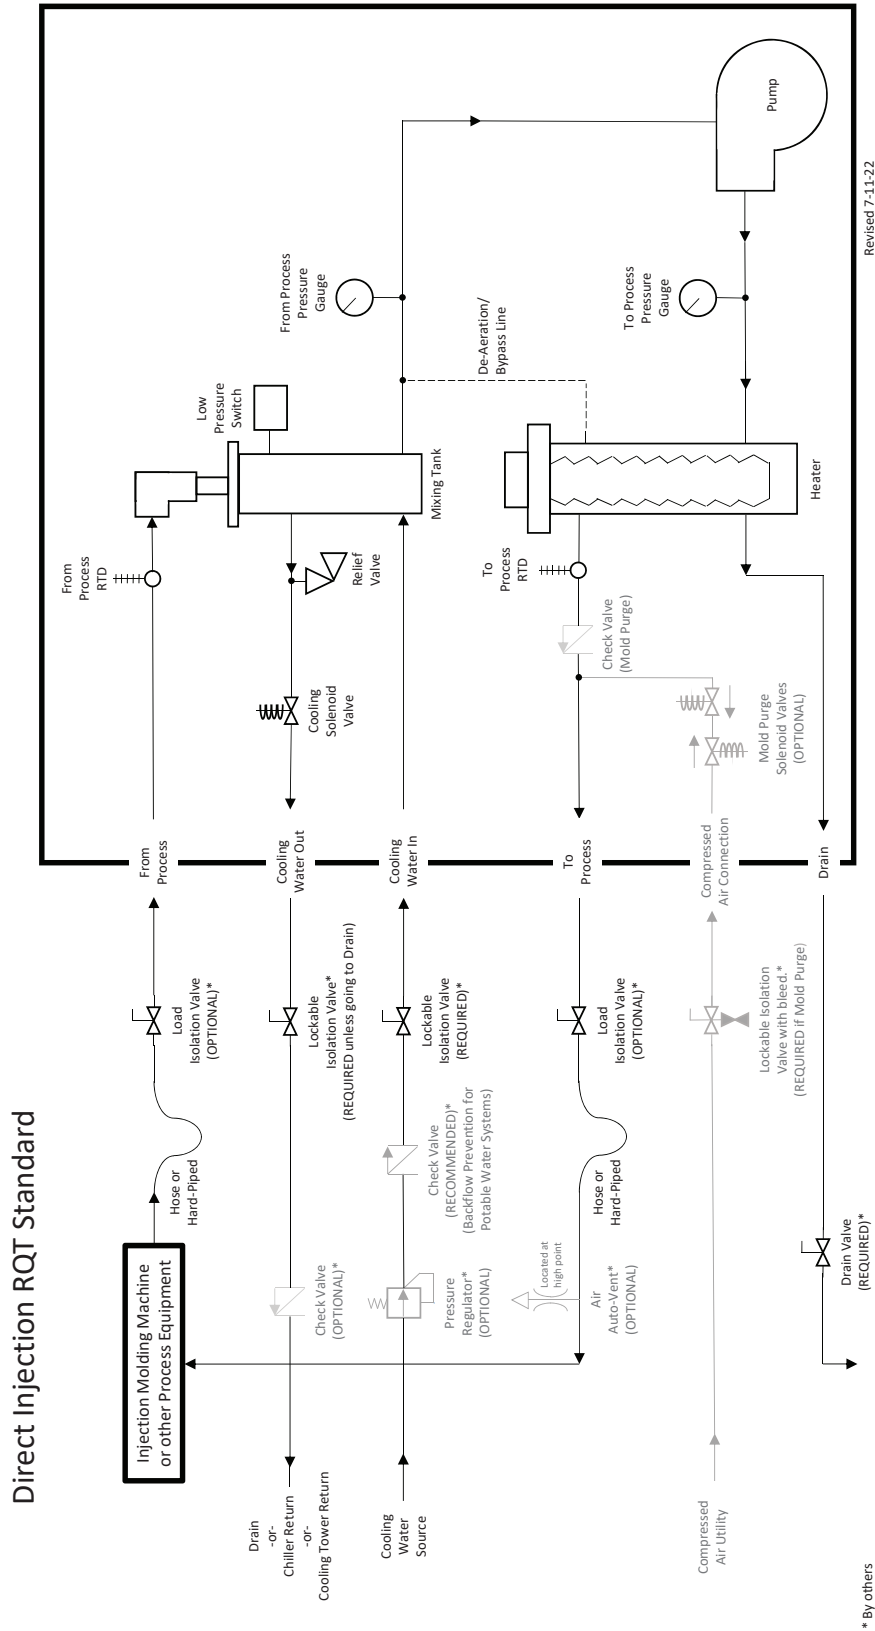 Direct Injection RQT Standard
Injection Molding Machine
or other Process Equipment
Hose or
Hard-Piped
Load
Isolation Valve
(OPTIONAL)*
From
Process
From
Process
RTD
Low
Pressure
Switch
From Process
Pressure
Gauge
Pump
Drain
-or-
Chiller Return
-or-
Cooling Tower Return
Check Valve
(OPTIONAL)*
Lockable
Isolation Valve*
(REQUIRED unless going to Drain)
Cooling
Water Out
Cooling
Solenoid
Valve
Relief
Valve
Mixing Tank
Cooling
Water
Source
Pressure
Regulator*
(OPTIONAL)
Check Valve
(RECOMMENDED)*
(Backflow Prevention for
Potable Water Systems)
Lockable
Isolation Valve
(REQUIRED)*
Cooling
Water In
De-Aeration/
Bypass Line
Located at
high point
Air
Auto-Vent*
(OPTIONAL)
Hose or
Hard-Piped
Load
Isolation Valve
(OPTIONAL)*
To
Process
Check Valve
(Mold Purge)
To
Process
RTD
To Process
Pressure
Gauge
Heater
Compressed
Air Utility
Lockable Isolation
Valve with bleed.*
(REQUIRED if Mold Purge)
Compressed
Air Connection
Mold Purge
Solenoid Valves
(OPTIONAL)
Drain Valve
(REQUIRED)*
Drain
* By others
Revised 7-11-22